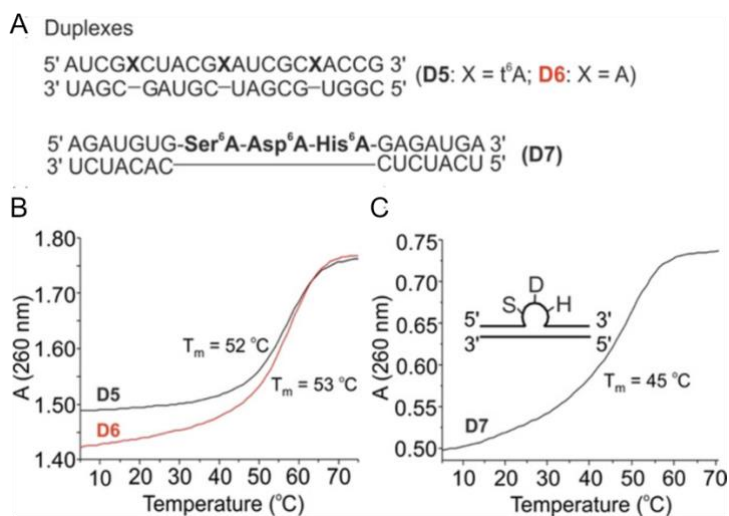 A
Duplexes
5' AUCGXCUACGXAUCGCXACCG 3'
3' UAGC–GAUGC–UAGCG–UGGC 5'
(D5: X = t⁶A; D6: X = A)
5' AGAUGUG-Ser⁶A-Asp⁶A-His⁶A-GAGAUGA 3'
3' UCUACAC————CUCUACU 5'
(D7)
B
1.80
1.70
1.60
1.50
1.40
A (260 nm)
Tm = 52 °C
Tm = 53 °C
D5
D6
10 20 30 40 50 60 70
Temperature (°C)
C
0.75
0.70
0.65
0.60
0.55
0.50
A (260 nm)
D
S H
5' 3'
3' 5'
Tm = 45 °C
D7
10 20 30 40 50 60 70
Temperature (°C)